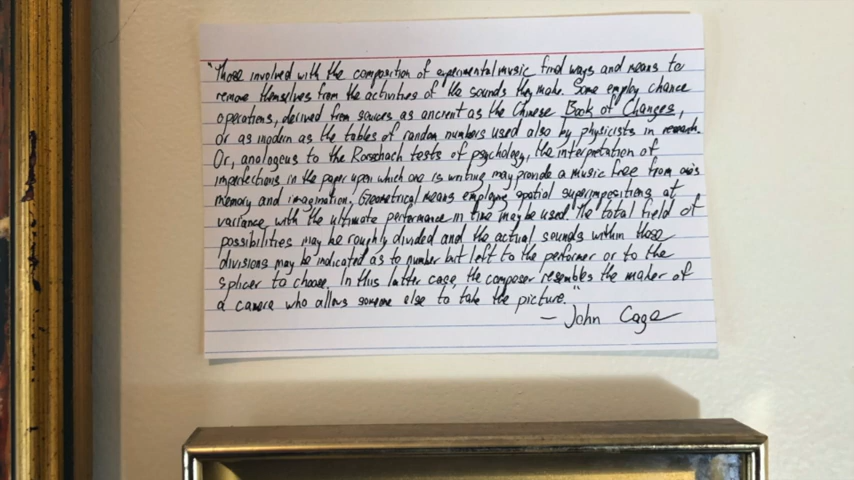 "Those involved with the composition of experimental music find ways and means to
remove themselves from the activities of the sounds they make. Some employ chance
operations, derived from sources as ancient as the Chinese Book of Changes,
or as modern as the tables of random numbers used also by physicists in research.
Or, analogous to the Rorschach tests of psychology, the interpretation of
imperfections in the paper upon which one is writing may provide a music free from one's
memory and imagination. Geometrical means employing spatial superimpositions at
variance with the ultimate performance in time may be used. The total field of
possibilities may be roughly divided and the actual sounds within these
divisions may be indicated as to number but left to the performer or to the
splicer to choose. In this latter case, the composer resembles the maker of
a camera who allows someone else to take the picture."
– John Cage